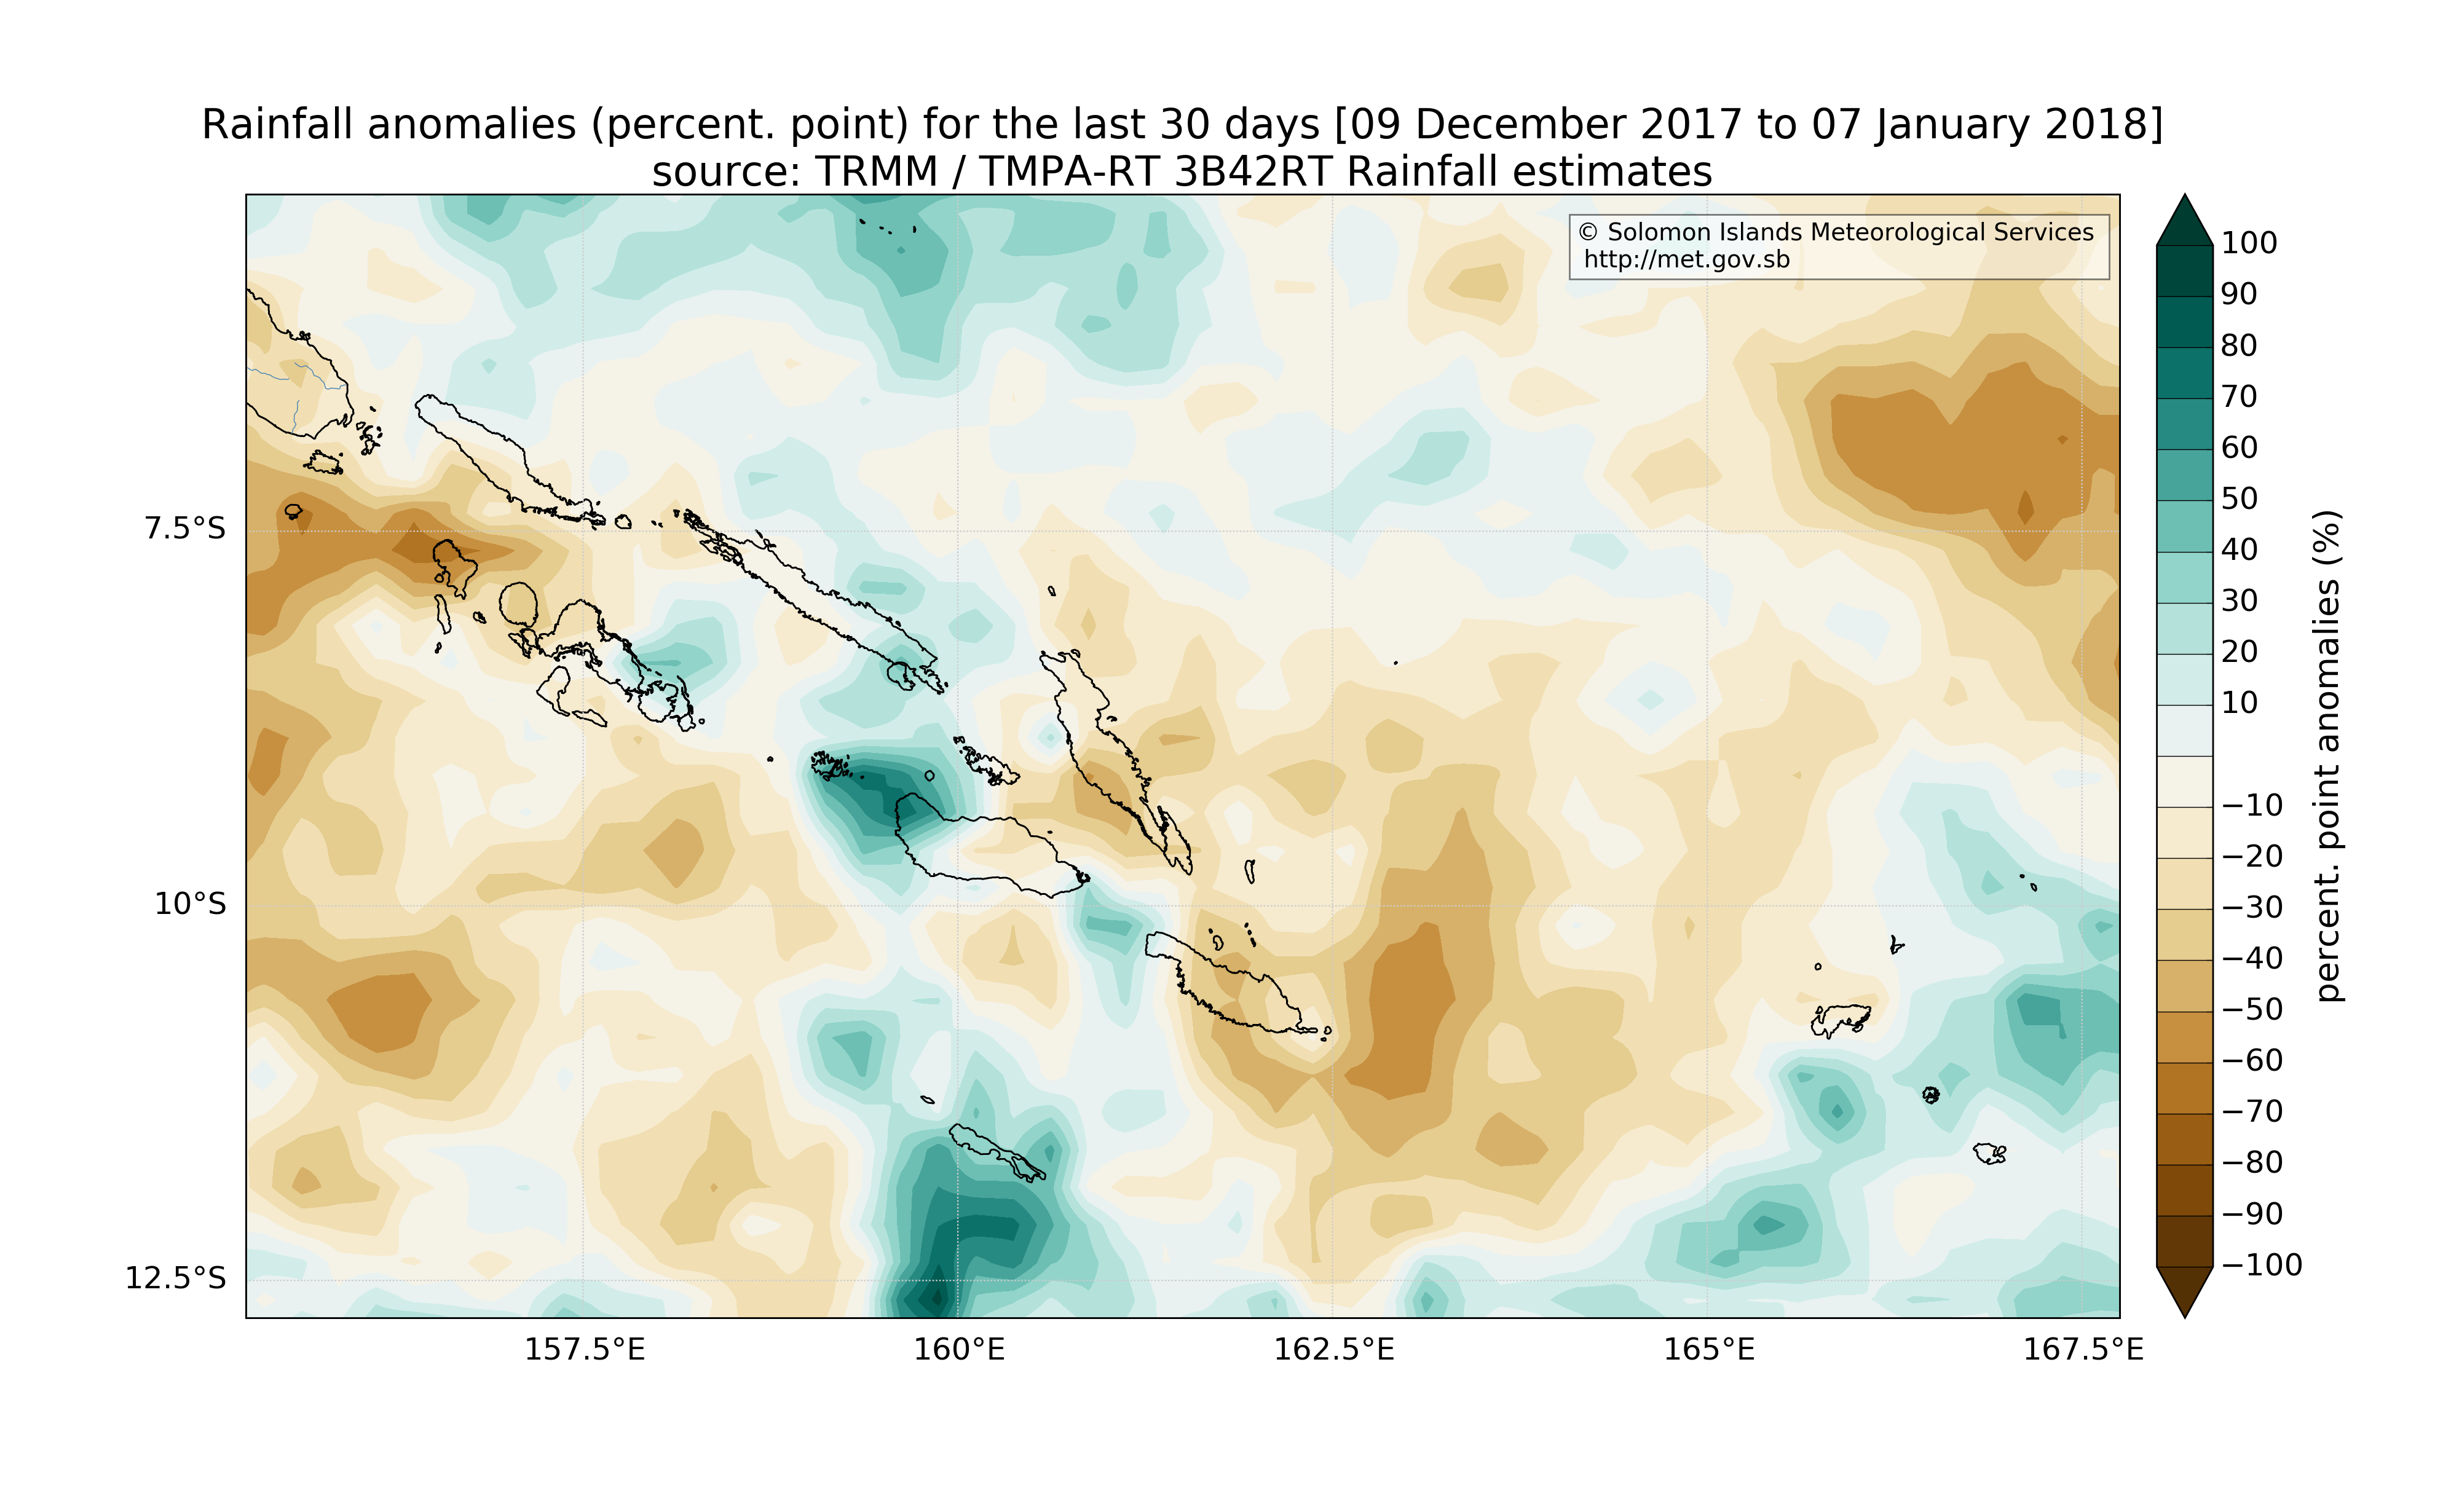 Rainfall anomalies (percent. point) for the last 30 days [09 December 2017 to 07 January 2018]
source: TRMM / TMPA-RT 3B42RT Rainfall estimates
© Solomon Islands Meteorological Services
http://met.gov.sb
7.5°S
10°S
12.5°S
157.5°E
160°E
162.5°E
165°E
167.5°E
100
90
80
70
60
50
40
30
20
10
−10
−20
−30
−40
−50
−60
−70
−80
−90
−100
percent. point anomalies (%)